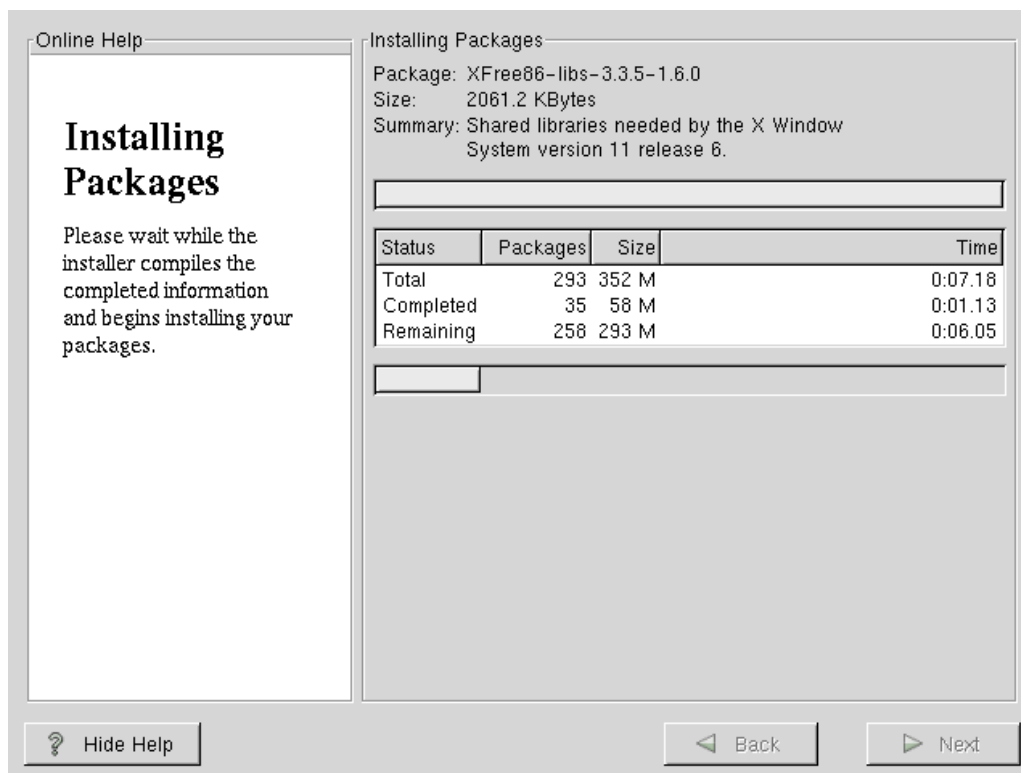 Online Help
Installing
Packages
Please wait while the
installer compiles the
completed information
and begins installing your
packages.
Installing Packages
Package: XFree86-libs-3.3.5-1.6.0
Size: 2061.2 KBytes
Summary: Shared libraries needed by the X Window
System version 11 release 6.
Status Packages Size Time
Total 293 352 M 0:07.18
Completed 35 58 M 0:01.13
Remaining 258 293 M 0:06.05
? Hide Help
Back
Next